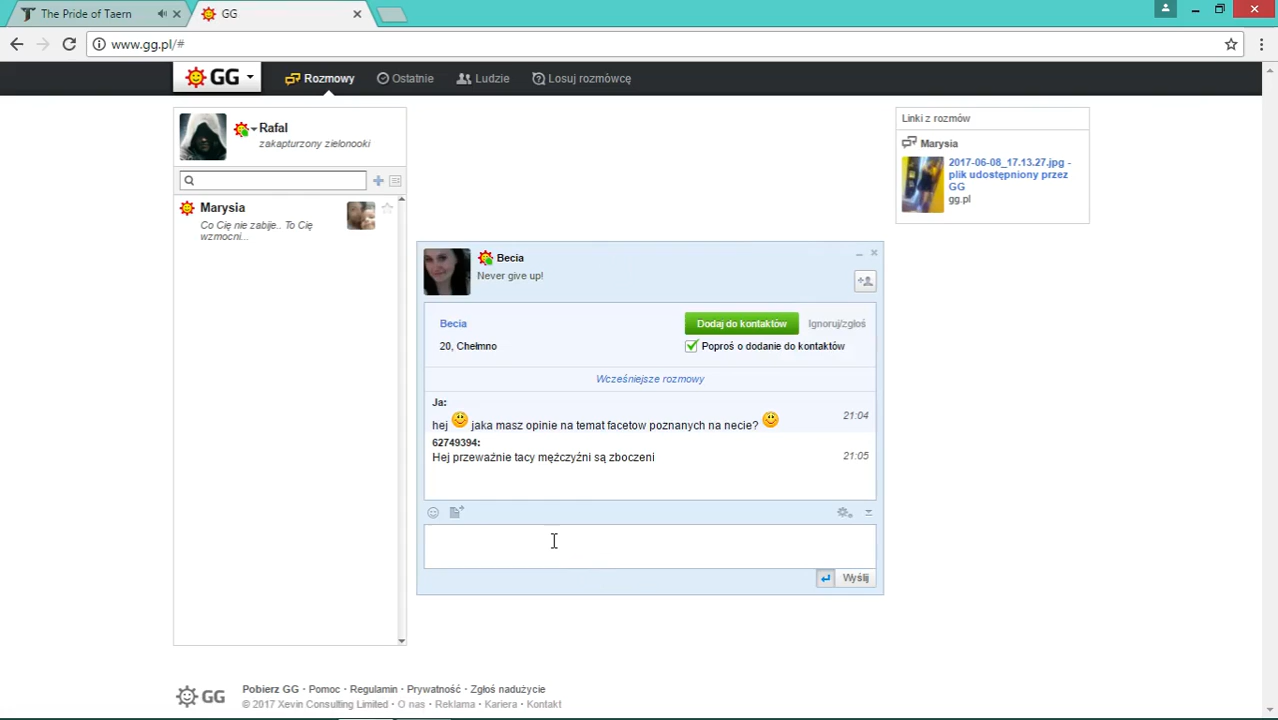 The Pride of Taern
GG
www.gg.pl/#
GG
Rozmowy
Ostatnie
Ludzie
Losuj rozmówcę
Rafal
zakapturzony zielonooki
Marysia
Co Cię nie zabije.. To Cię
wzmocni...
Becia
Never give up!
Becia
Dodaj do kontaktów
Ignoruj/zgłoś
20, Chełmno
Poproś o dodanie do kontaktów
Wcześniejsze rozmowy
Ja:
hej jaka masz opinie na temat facetow poznanych na necie?
21:04
62749394:
Hej przeważnie tacy mężczyźni są zboczeni
21:05
Wyślij
Linki z rozmów
Marysia
2017-06-08_17.13.27.jpg -
plik udostępniony przez
GG
gg.pl
GG
Pobierz GG · Pomoc · Regulamin · Prywatność · Zgłoś nadużycie
© 2017 Xevin Consulting Limited · O nas · Reklama · Kariera · Kontakt